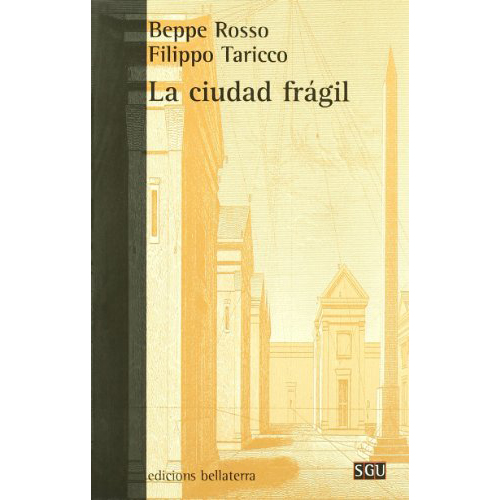 Beppe Rosso
Filippo Taricco
La ciudad frágil
edicions bellaterra
SGU